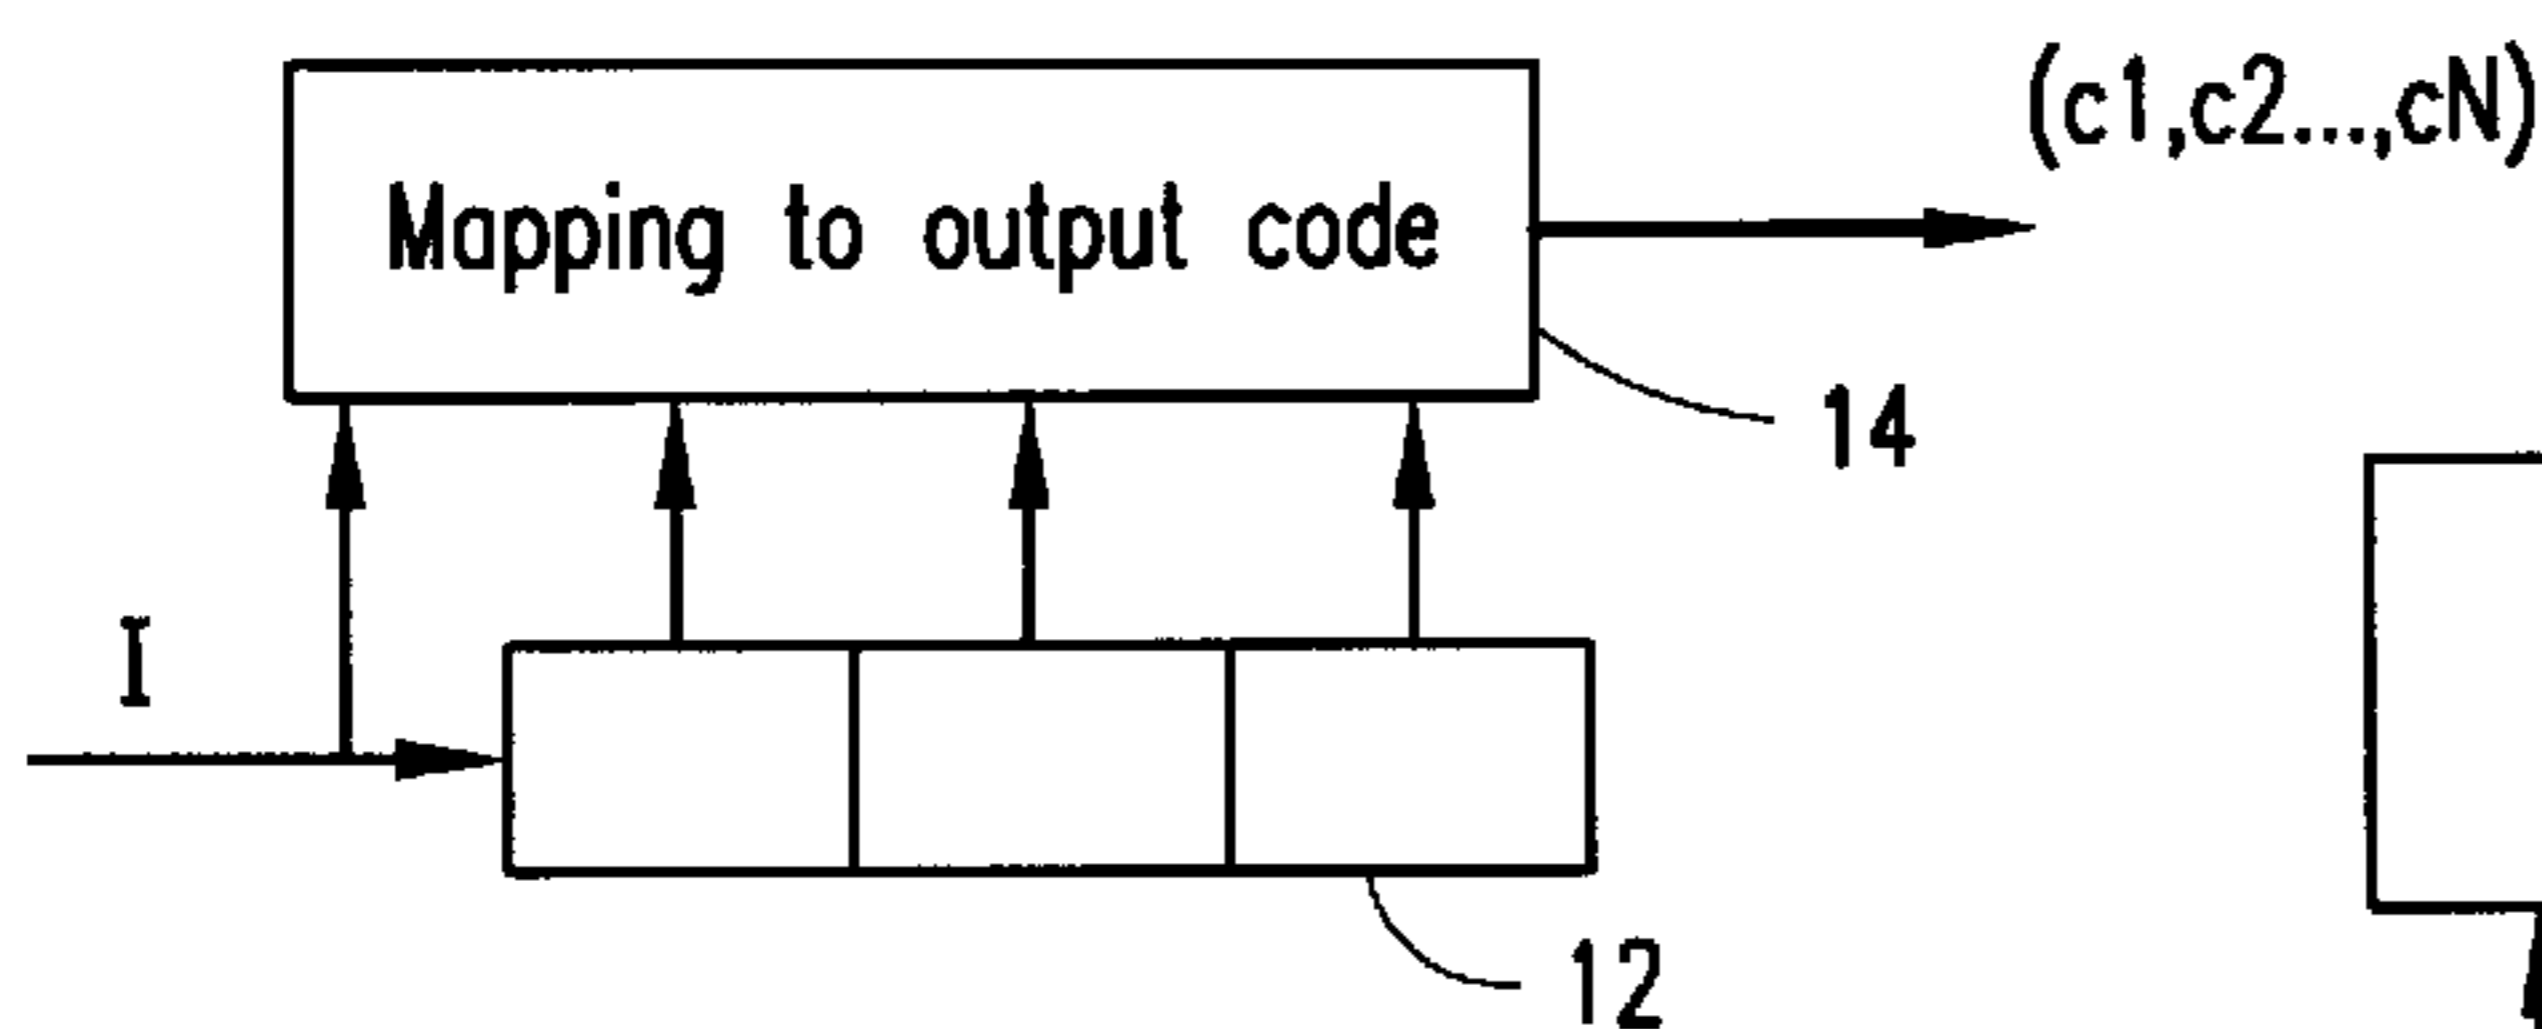 (c1,c2...,cN)
Mapping to output code
14
I
12